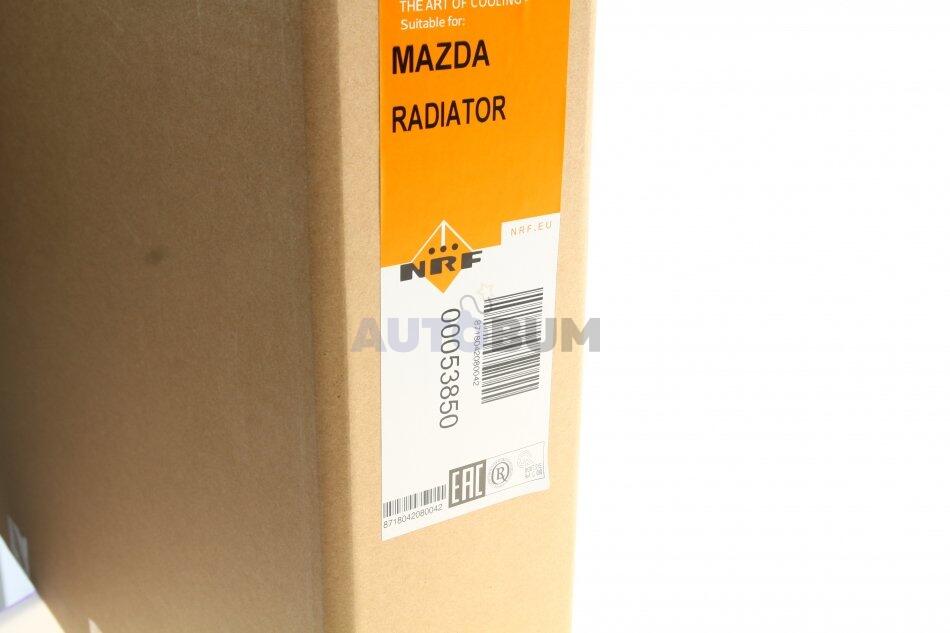 THE ART OF COOLING
Suitable for:
MAZDA
RADIATOR
NRF.EU
NRF
00053850
8718042080042
AUTOBUM
8718042080042
EAC
R